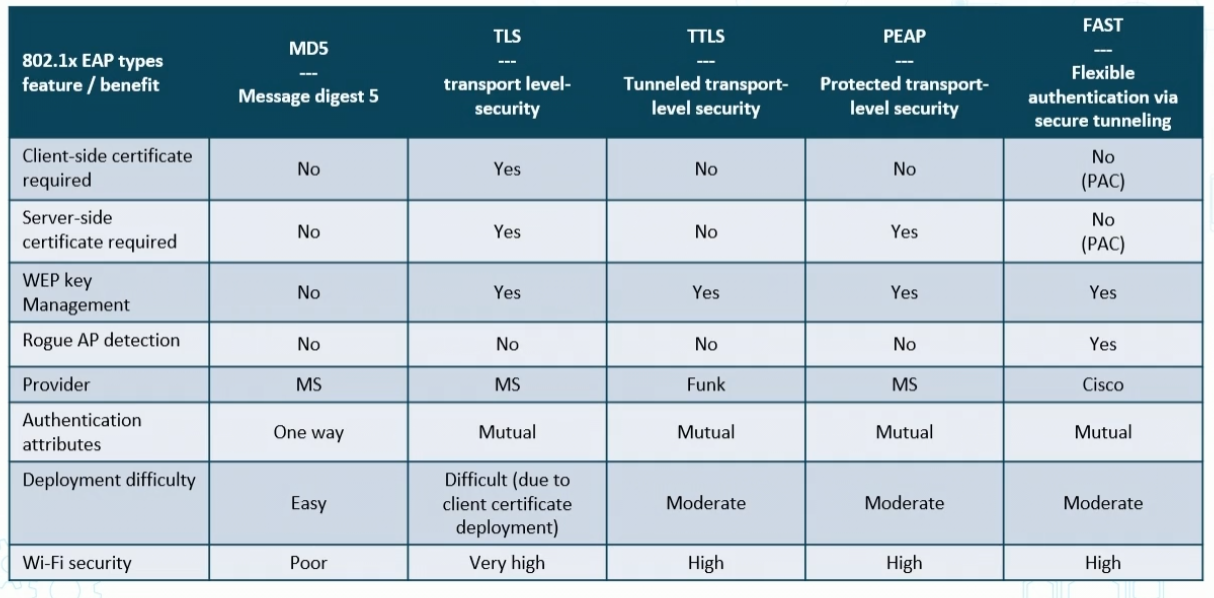 802.1x EAP types
feature / benefit
MD5
---
Message digest 5
TLS
---
transport level-
security
TTLS
---
Tunneled transport-
level security
PEAP
---
Protected transport-
level security
FAST
---
Flexible
authentication via
secure tunneling
Client-side certificate
required
No
Yes
No
No
No
(PAC)
Server-side
certificate required
No
Yes
No
Yes
No
(PAC)
WEP key
Management
No
Yes
Yes
Yes
Yes
Rogue AP detection
No
No
No
No
Yes
Provider
MS
MS
Funk
MS
Cisco
Authentication
attributes
One way
Mutual
Mutual
Mutual
Mutual
Deployment difficulty
Easy
Difficult (due to
client certificate
deployment)
Moderate
Moderate
Moderate
Wi-Fi security
Poor
Very high
High
High
High